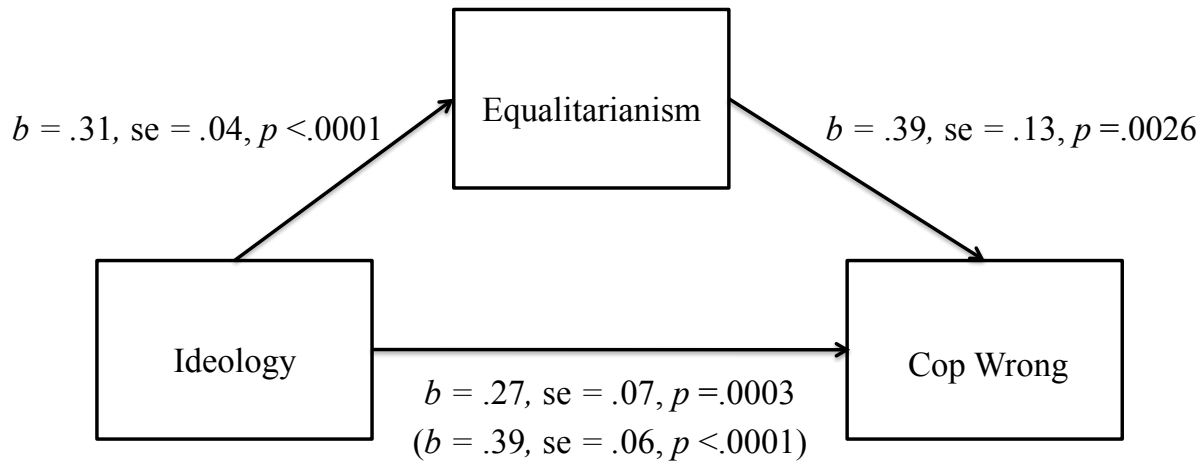 Equalitarianism
b = .31, se = .04, p <.0001
b = .39, se = .13, p =.0026
Ideology
Cop Wrong
b = .27, se = .07, p =.0003
(b = .39, se = .06, p <.0001)